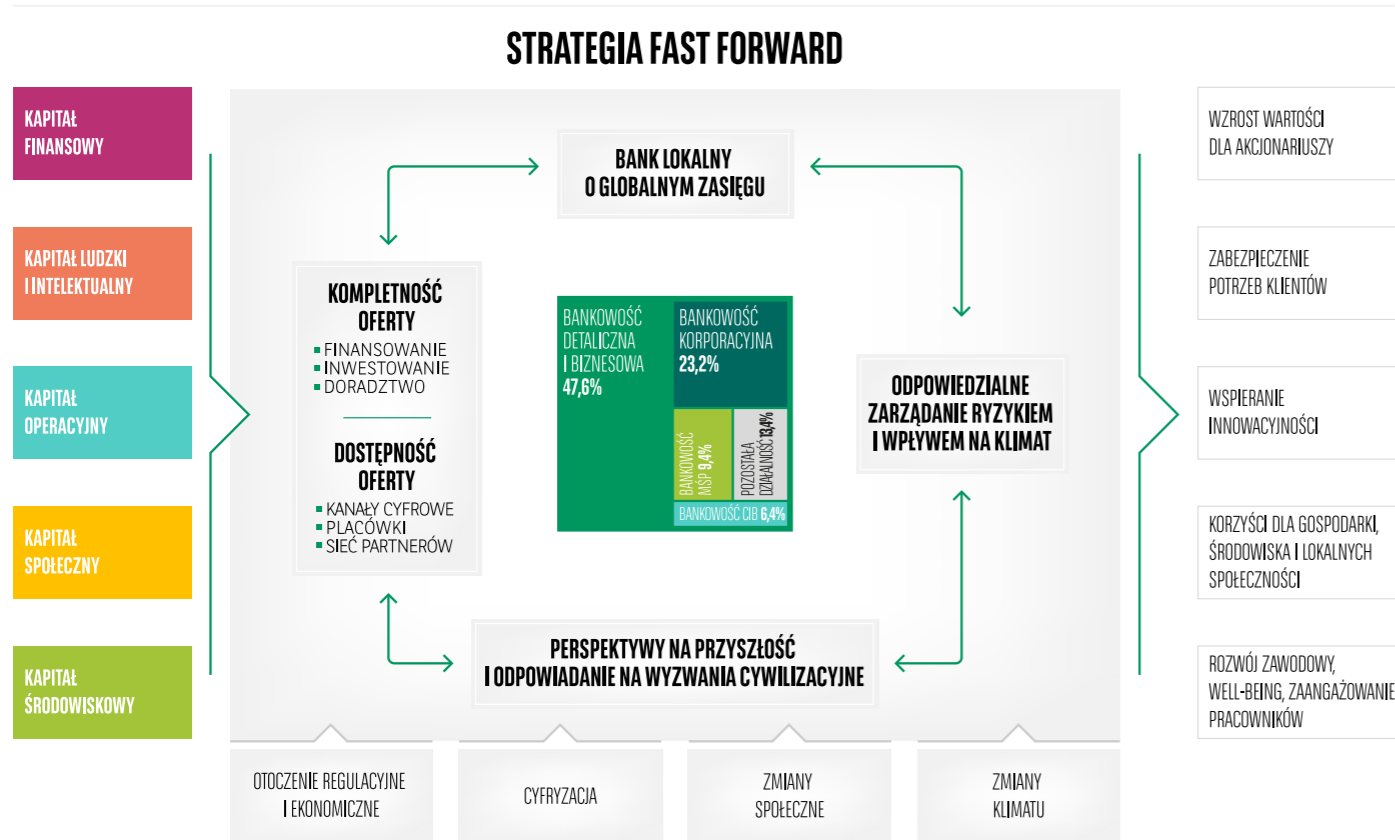 STRATEGIA FAST FORWARD
KAPITAŁ
FINANSOWY
KAPITAŁ LUDZKI
I INTELEKTUALNY
KAPITAŁ
OPERACYJNY
KAPITAŁ
SPOŁECZNY
KAPITAŁ
ŚRODOWISKOWY
BANK LOKALNY
O GLOBALNYM ZASIĘGU
KOMPLETNOŚĆ
OFERTY
FINANSOWANIE
INWESTOWANIE
DORADZTWO
DOSTĘPNOŚĆ
OFERTY
KANAŁY CYFROWE
PLACÓWKI
SIEĆ PARTNERÓW
BANKOWOŚĆ
DETALICZNA
I BIZNESOWA
47,6%
BANKOWOŚĆ
KORPORACYJNA
23,2%
BANKOWOŚĆ
MŚP 9,4%
POZOSTAŁA
DZIAŁALNOŚĆ 13,4%
BANKOWOŚĆ CIB 6,4%
ODPOWIEDZIALNE
ZARZĄDANIE RYZYKIEM
I WPŁYWEM NA KLIMAT
PERSPEKTYWY NA PRZYSZŁOŚĆ
I ODPOWIADANIE NA WYZWANIA CYWILIZACYJNE
OTOCZENIE REGULACYJNE
I EKONOMICZNE
CYFRYZACJA
ZMIANY
SPOŁECZNE
ZMIANY
KLIMATU
WZROST WARTOŚCI
DLA AKCJONARIUSZY
ZABEZPIECZENIE
POTRZEB KLIENTÓW
WSPIERANIE
INNOWACYJNOŚCI
KORZYŚCI DLA GOSPODARKI,
ŚRODOWISKA I LOKALNYCH
SPOŁECZNOŚCI
ROZWÓJ ZAWODOWY,
WELL-BEING, ZAANGAŻOWANIE
PRACOWNIKÓW